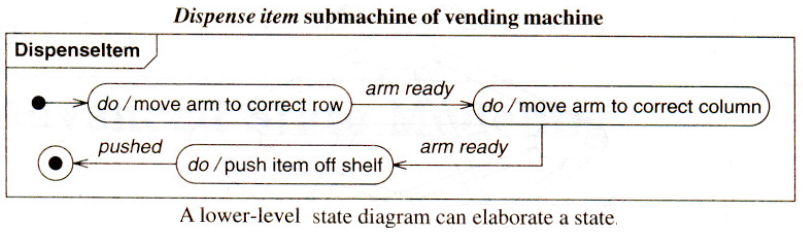 Dispense item submachine of vending machine
DispenseItem
arm ready
do / move arm to correct row
do / move arm to correct column
pushed
arm ready
do / push item off shelf
A lower-level state diagram can elaborate a state.